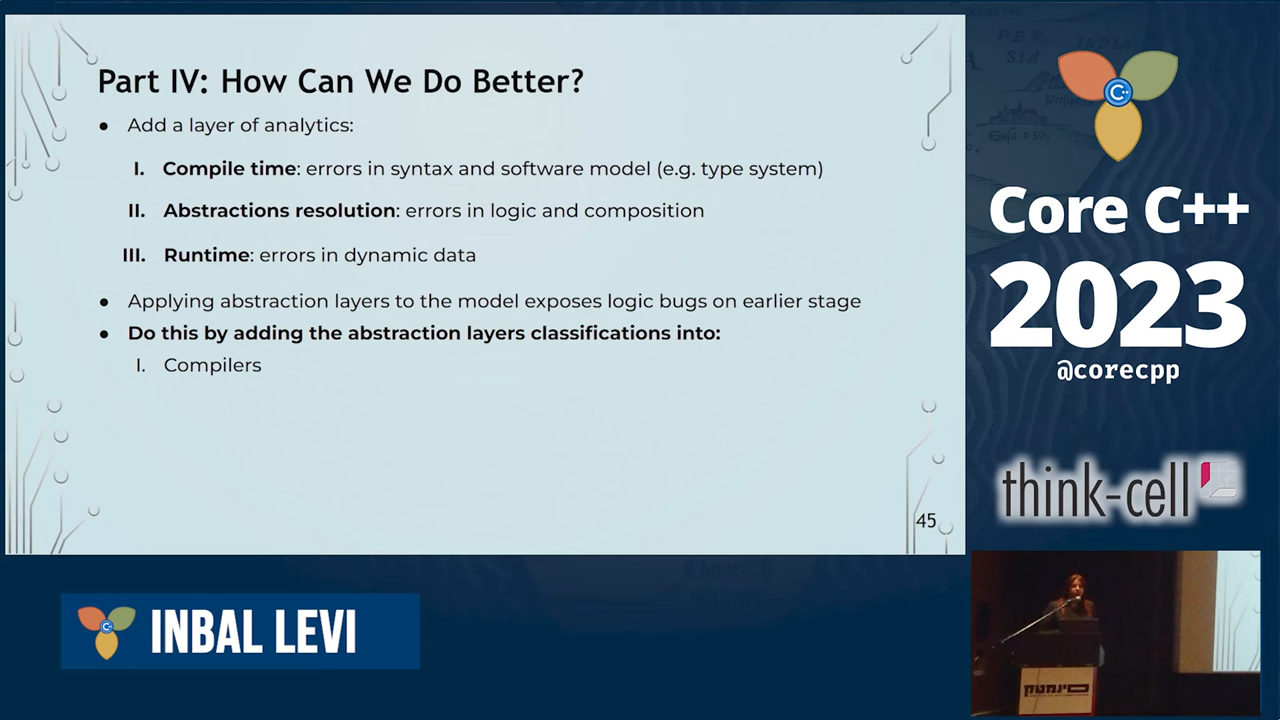 Part IV: How Can We Do Better?
● Add a layer of analytics:
I. Compile time: errors in syntax and software model (e.g. type system)
II. Abstractions resolution: errors in logic and composition
III. Runtime: errors in dynamic data
● Applying abstraction layers to the model exposes logic bugs on earlier stage
● Do this by adding the abstraction layers classifications into:
I. Compilers
45
C++
Core C++
2023
@corecpp
think-cell
INBAL LEVI
סינמטק